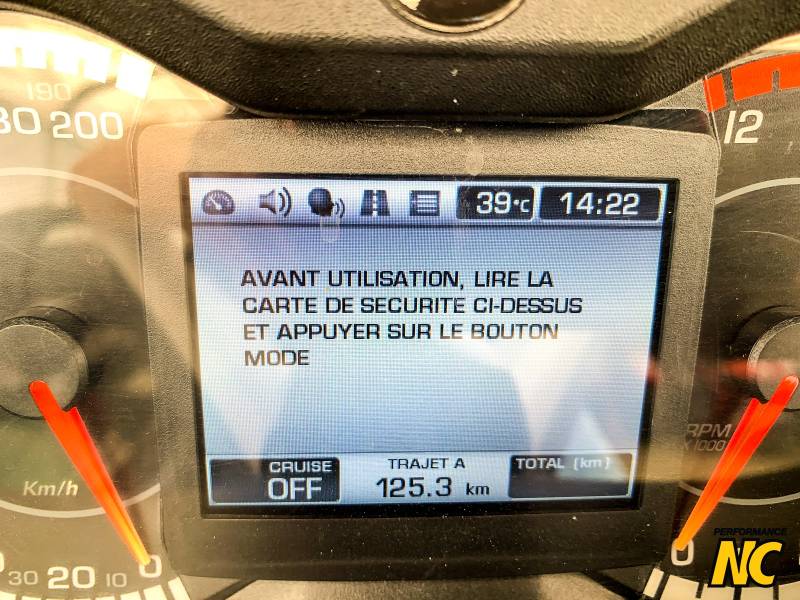 190
200
12
39°C 14:22
AVANT UTILISATION, LIRE LA
CARTE DE SECURITE CI-DESSUS
ET APPUYER SUR LE BOUTON
MODE
RPM
X1000
Km/h
CRUISE
OFF
TRAJET A
125.3 km
TOTAL (km)
30 20 10 0
0
PERFORMANCE
NC